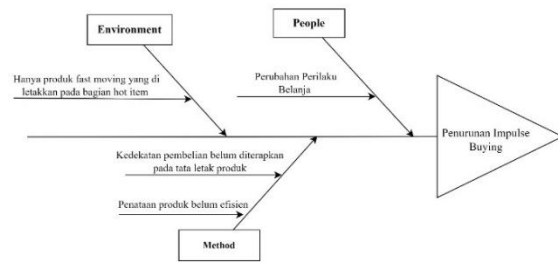 Environment
People
Hanya produk fast moving yang di
letakkan pada bagian hot item
Perubahan Perilaku
Belanja
Penurunan Impulse
Buying
Kedekatan pembelian belum diterapkan
pada tata letak produk
Penataan produk belum efisien
Method